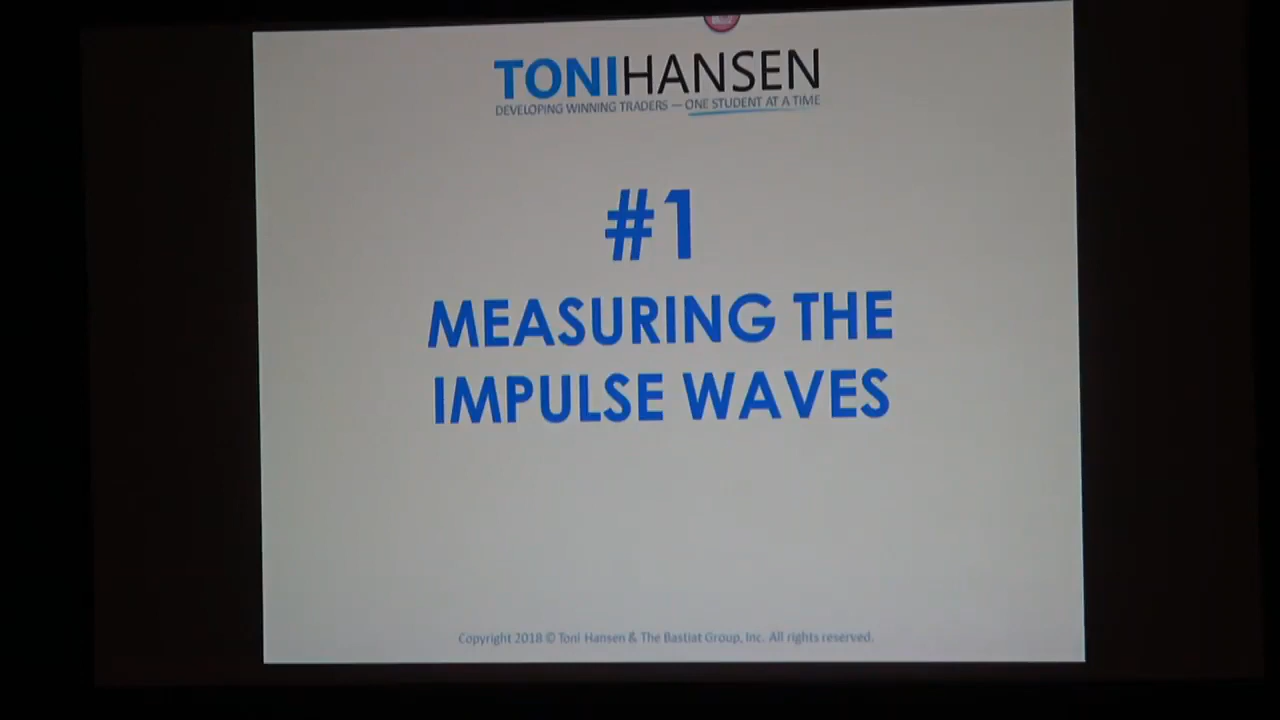 TONIHANSEN
DEVELOPING WINNING TRADERS — ONE STUDENT AT A TIME
#1
MEASURING THE
IMPULSE WAVES
Copyright 2018 © Toni Hansen & The Bastiat Group, Inc. All rights reserved.